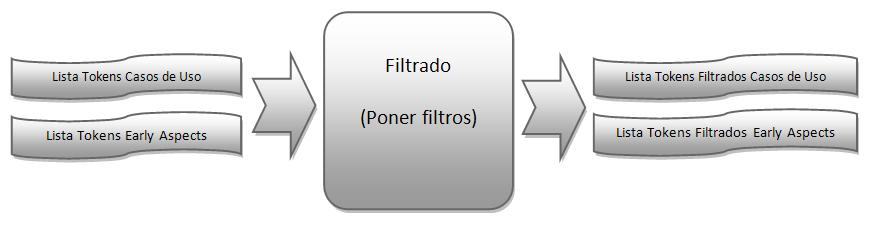 Lista Tokens Casos de Uso
Lista Tokens Early Aspects
Filtrado
(Poner filtros)
Lista Tokens Filtrados Casos de Uso
Lista Tokens Filtrados Early Aspects